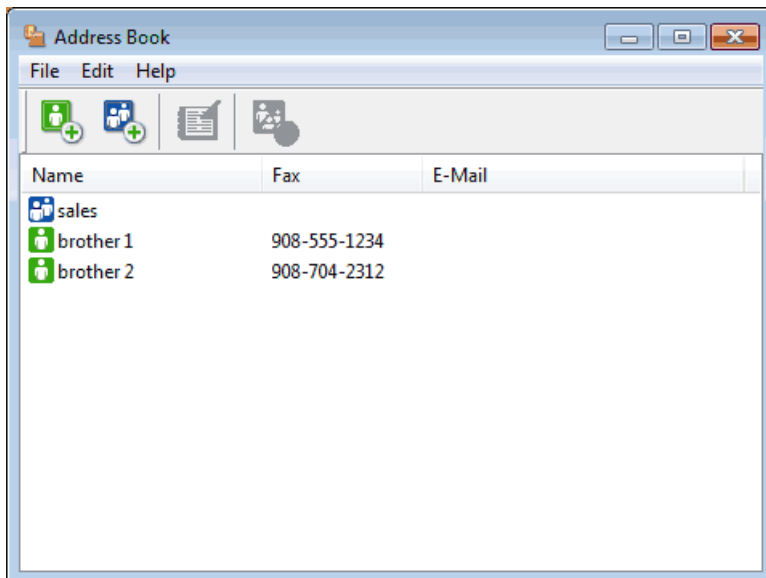 Address Book
File Edit Help
Name Fax E-Mail
sales
brother 1 908-555-1234
brother 2 908-704-2312